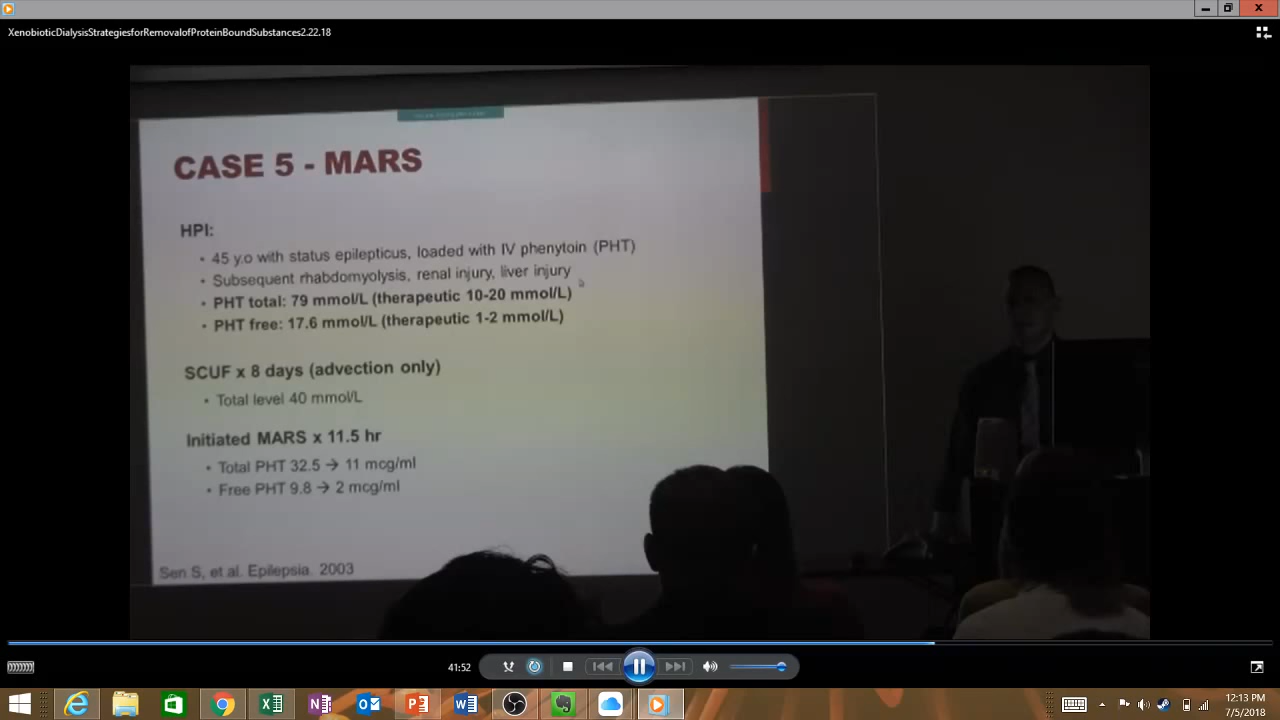 XenobioticDialysisStrategiesforRemovalofProteinBoundSubstances2.22.18
CASE 5 - MARS
HPI:
• 45 y.o with status epilepticus, loaded with IV phenytoin (PHT)
• Subsequent rhabdomyolysis, renal injury, liver injury
• PHT total: 79 mmol/L (therapeutic 10-20 mmol/L)
• PHT free: 17.6 mmol/L (therapeutic 1-2 mmol/L)
SCUF x 8 days (advection only)
• Total level 40 mmol/L
Initiated MARS x 11.5 hr
• Total PHT 32.5 → 11 mcg/ml
• Free PHT 9.8 → 2 mcg/ml
Sen S, et al. Epilepsia. 2003
41:52
12:13 PM
7/5/2018